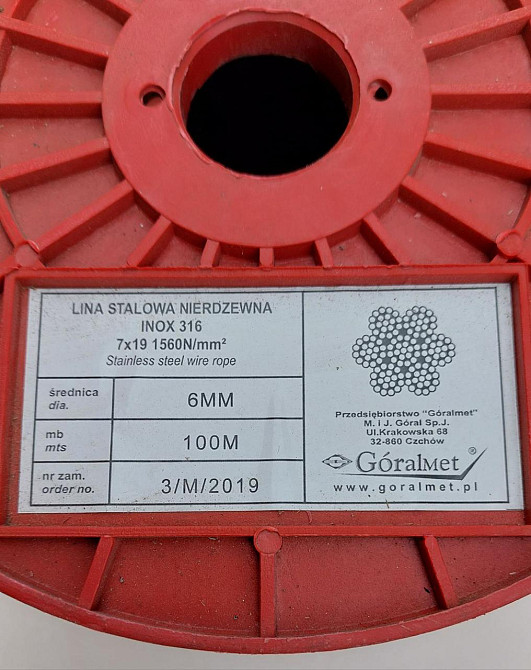 LINA STALOWA NIERDZEWNA
INOX 316
7x19 1560N/mm²
Stainless steel wire rope
średnica
dia.
6MM
mb
mts
100M
nr zam.
order no.
3/M/2019
Przedsiębiorstwo "Góralmet"
M. i J. Góral Sp.J.
Ul.Krakowska 68
32-860 Czchów
GóralMet®
www.goralmet.pl